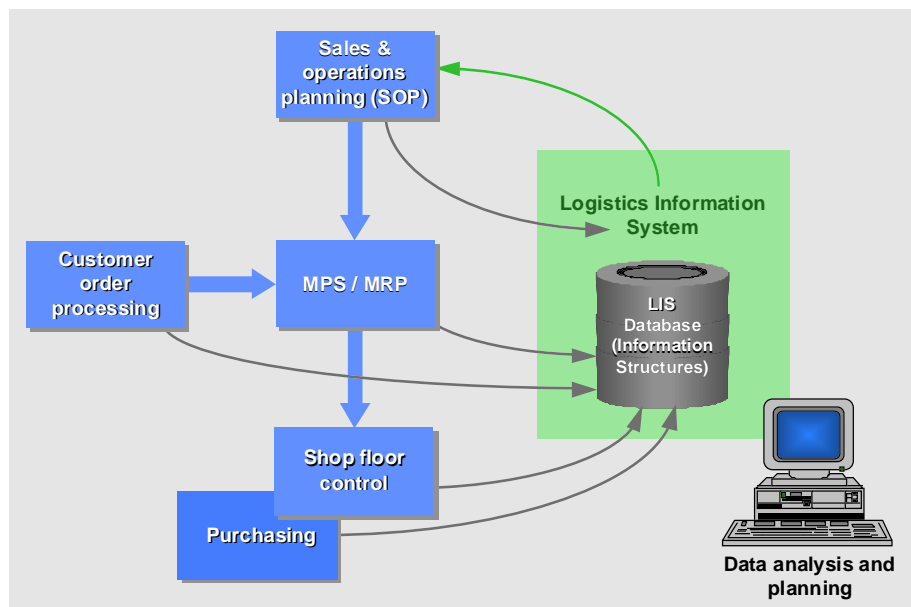 Sales &
operations
planning (SOP)
Logistics Information
System
Customer
order
processing
MPS / MRP
LIS
Database
(Information
Structures)
Shop floor
control
Purchasing
Data analysis and
planning